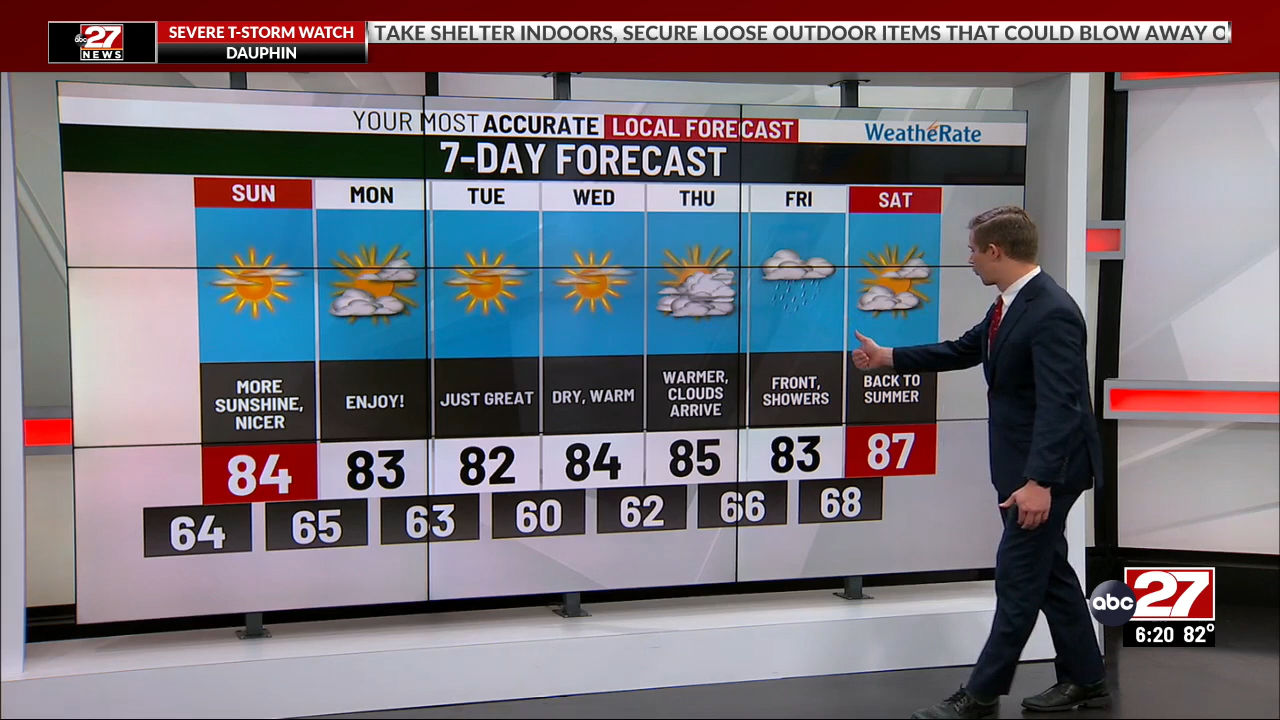 abc 27
NEWS
SEVERE T-STORM WATCH
DAUPHIN
TAKE SHELTER INDOORS, SECURE LOOSE OUTDOOR ITEMS THAT COULD BLOW AWAY
YOUR MOST ACCURATE LOCAL FORECAST
WeatheRate
7-DAY FORECAST
SUN MON TUE WED THU FRI SAT
MORE
SUNSHINE,
NICER
ENJOY!
JUST GREAT
DRY, WARM
WARMER,
CLOUDS
ARRIVE
FRONT,
SHOWERS
BACK TO
SUMMER
84 83 82 84 85 83 87
64 65 63 60 62 66 68
abc 27
6:20 82°